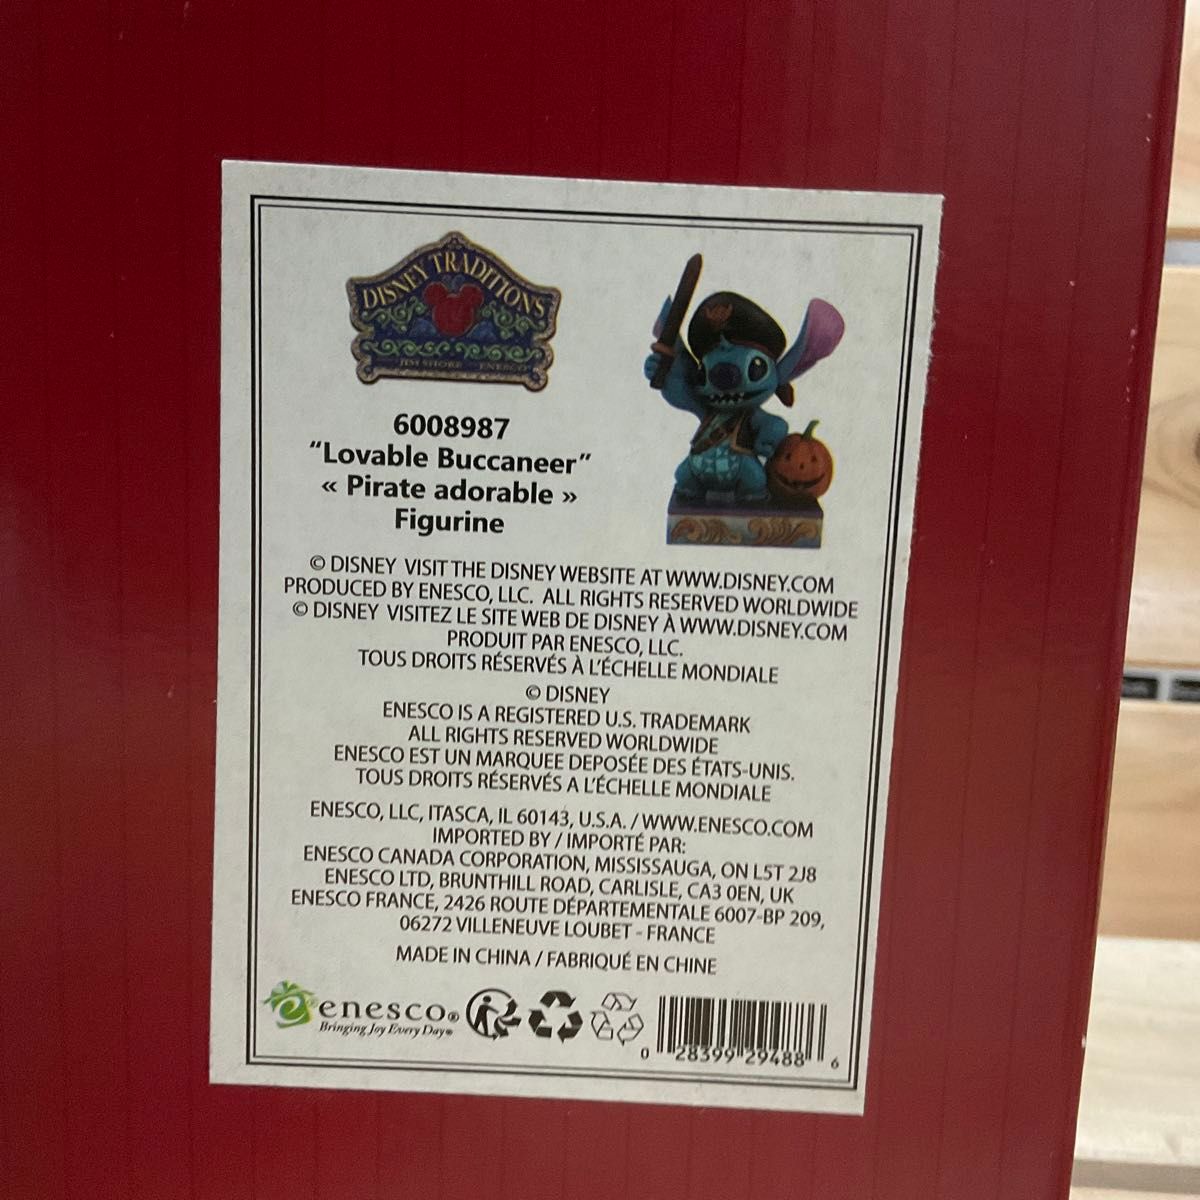 DISNEY TRADITIONS
JIM SHORE ENESCO
6008987
“Lovable Buccaneer”
« Pirate adorable »
Figurine
© DISNEY VISIT THE DISNEY WEBSITE AT WWW.DISNEY.COM
PRODUCED BY ENESCO, LLC. ALL RIGHTS RESERVED WORLDWIDE
© DISNEY VISITEZ LE SITE WEB DE DISNEY À WWW.DISNEY.COM
PRODUIT PAR ENESCO, LLC.
TOUS DROITS RÉSERVÉS À L’ÉCHELLE MONDIALE
© DISNEY
ENESCO IS A REGISTERED U.S. TRADEMARK
ALL RIGHTS RESERVED WORLDWIDE
ENESCO EST UN MARQUEE DEPOSÉE DES ÉTATS-UNIS.
TOUS DROITS RÉSERVÉS A L’ÉCHELLE MONDIALE
ENESCO, LLC, ITASCA, IL 60143, U.S.A. / WWW.ENESCO.COM
IMPORTED BY / IMPORTÉ PAR:
ENESCO CANADA CORPORATION, MISSISSAUGA, ON L5T 2J8
ENESCO LTD, BRUNTHILL ROAD, CARLISLE, CA3 0EN, UK
ENESCO FRANCE, 2426 ROUTE DÉPARTEMENTALE 6007-BP 209,
06272 VILLENEUVE LOUBET - FRANCE
MADE IN CHINA / FABRIQUÉ EN CHINE
enesco®
Bringing Joy Every Day®
0 28399 29488 6